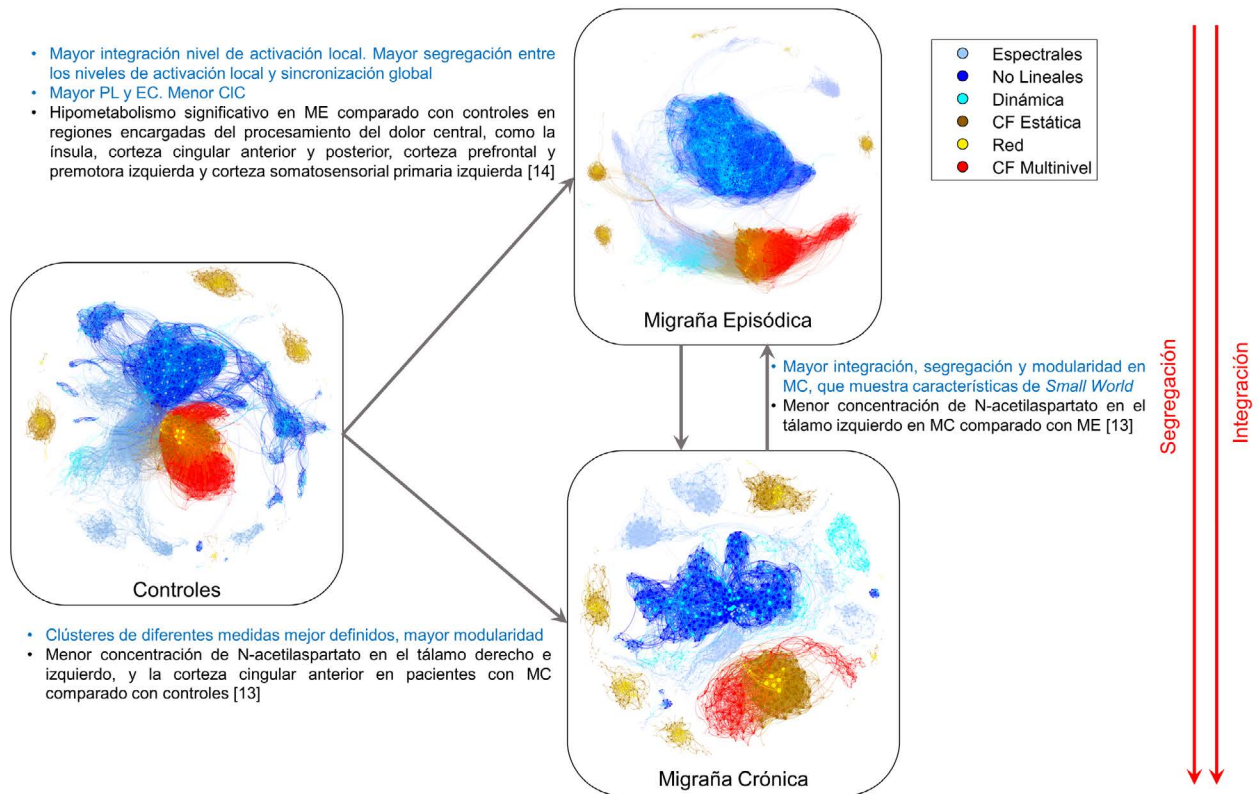 • Mayor integración nivel de activación local. Mayor segregación entre
los niveles de activación local y sincronización global
• Mayor PL y EC. Menor ClC
• Hipometabolismo significativo en ME comparado con controles en
regiones encargadas del procesamiento del dolor central, como la
ínsula, corteza cingular anterior y posterior, corteza prefrontal y
premotora izquierda y corteza somatosensorial primaria izquierda [14]
Migraña Episódica
Espectrales
No Lineales
Dinámica
CF Estática
Red
CF Multinivel
Controles
• Mayor integración, segregación y modularidad en
MC, que muestra características de Small World
• Menor concentración de N-acetilaspartato en el
tálamo izquierdo en MC comparado con ME [13]
Segregación
Integración
• Clústeres de diferentes medidas mejor definidos, mayor modularidad
• Menor concentración de N-acetilaspartato en el tálamo derecho e
izquierdo, y la corteza cingular anterior en pacientes con MC
comparado con controles [13]
Migraña Crónica